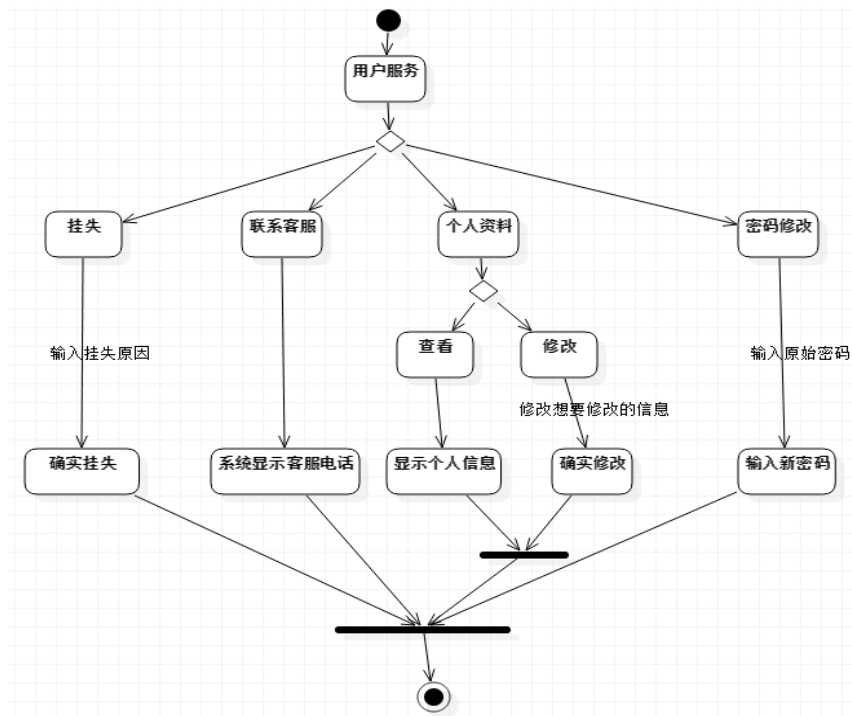 用户服务
挂失
联系客服
个人资料
密码修改
查看
修改
输入挂失原因
输入原始密码
修改想要修改的信息
确实挂失
系统显示客服电话
显示个人信息
确实修改
输入新密码